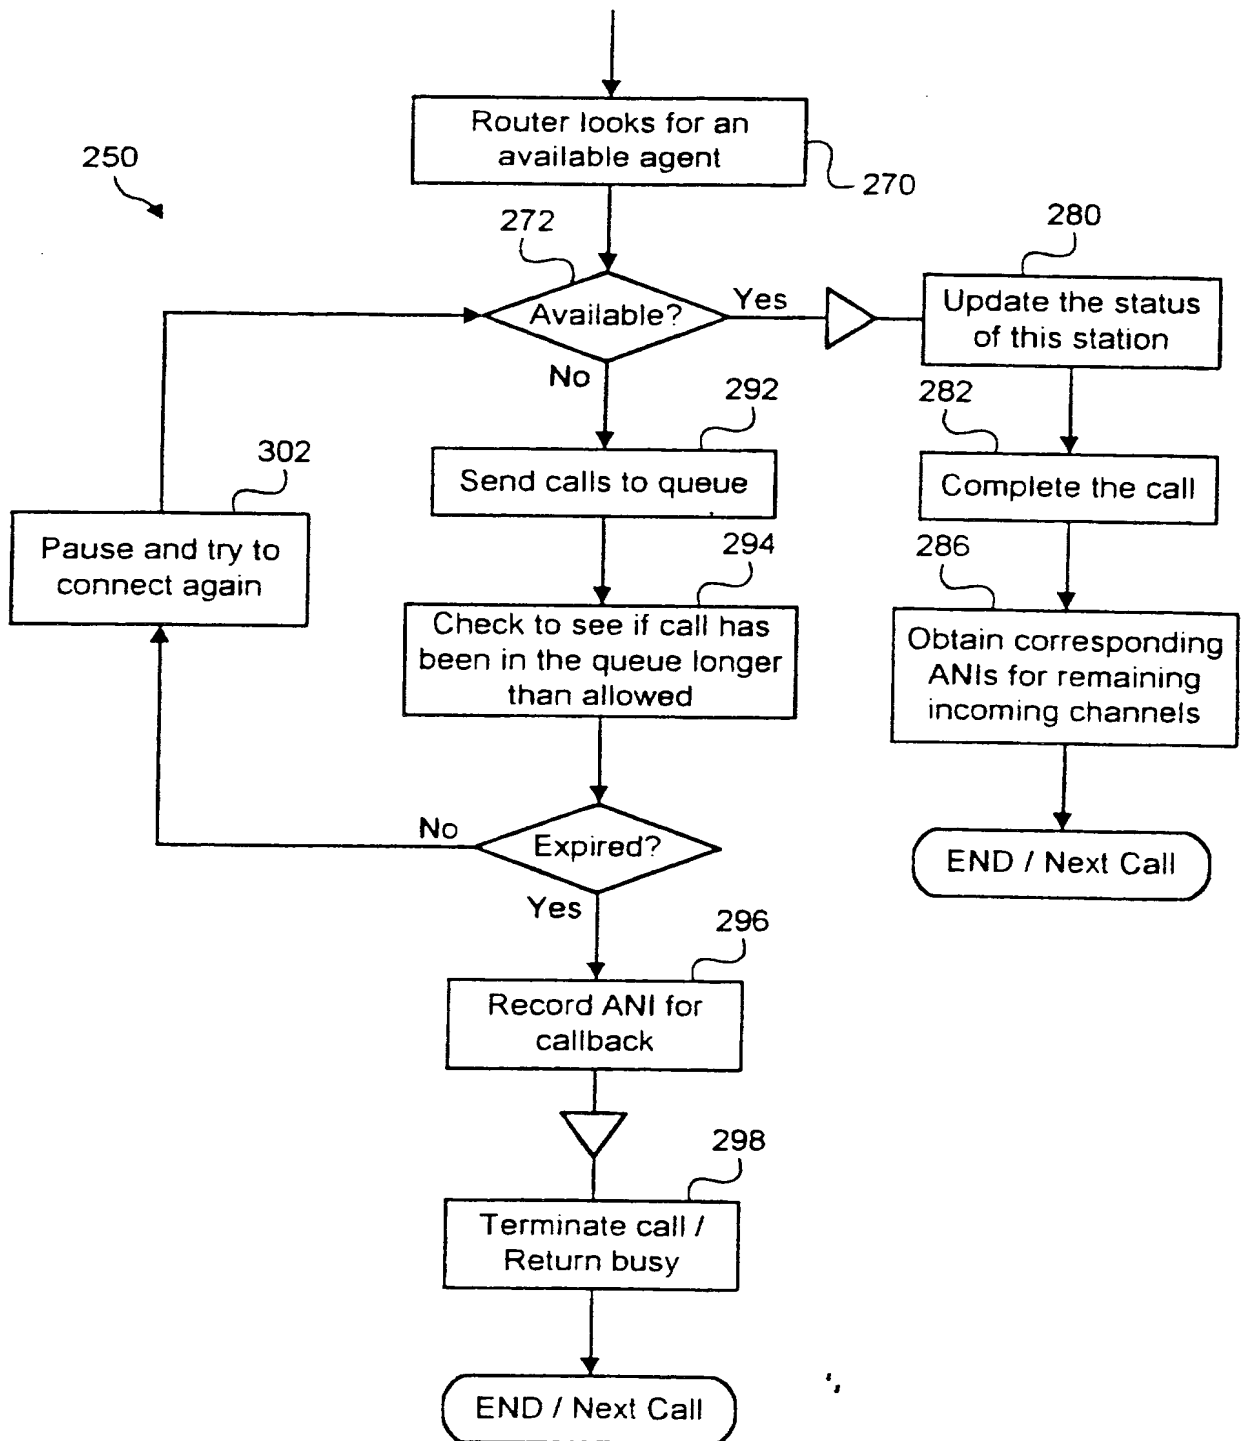 Router looks for an
available agent
250
270
272
280
Available?
Yes
Update the status
of this station
No
292
282
302
Send calls to queue
Complete the call
Pause and try to
connect again
294
286
Check to see if call has
been in the queue longer
than allowed
Obtain corresponding
ANIs for remaining
incoming channels
No
Expired?
END / Next Call
Yes
296
Record ANI for
callback
298
Terminate call /
Return busy
END / Next Call